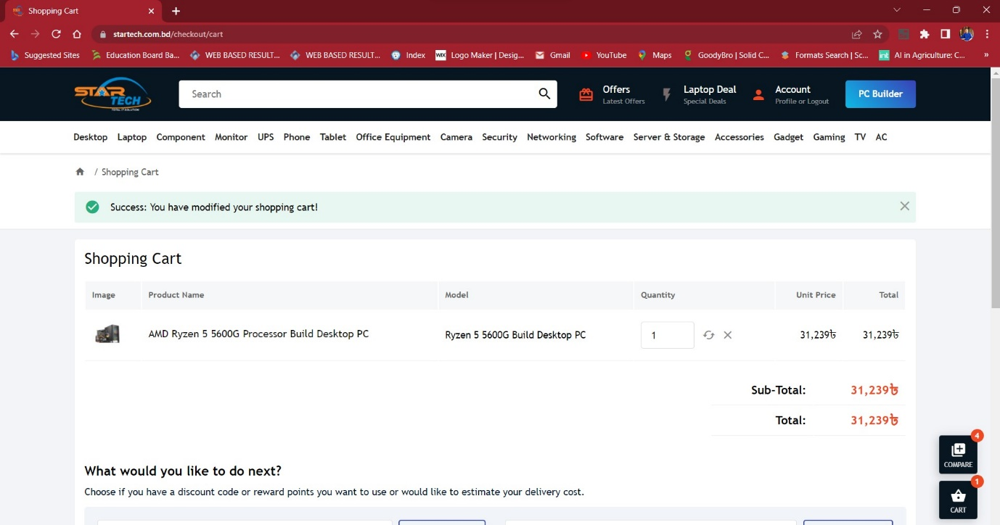 Shopping Cart
startech.com.bd/checkout/cart
Suggested Sites Education Board Ba... WEB BASED RESULT... WEB BASED RESULT... Index WIX Logo Maker | Desig... Gmail YouTube Maps GoodyBro | Solid C... Formats Search | Sc... int AI in Agriculture: C... »
STAR TECH
TOTAL IT SOLUTION
Search
Offers
Latest Offers
Laptop Deal
Special Deals
Account
Profile or Logout
PC Builder
Desktop Laptop Component Monitor UPS Phone Tablet Office Equipment Camera Security Networking Software Server & Storage Accessories Gadget Gaming TV AC
/ Shopping Cart
Success: You have modified your shopping cart!
Shopping Cart
Image Product Name Model Quantity Unit Price Total
AMD Ryzen 5 5600G Processor Build Desktop PC Ryzen 5 5600G Build Desktop PC 1 31,239৳ 31,239৳
Sub-Total: 31,239৳
Total: 31,239৳
4
COMPARE
What would you like to do next?
Choose if you have a discount code or reward points you want to use or would like to estimate your delivery cost.
1
CART